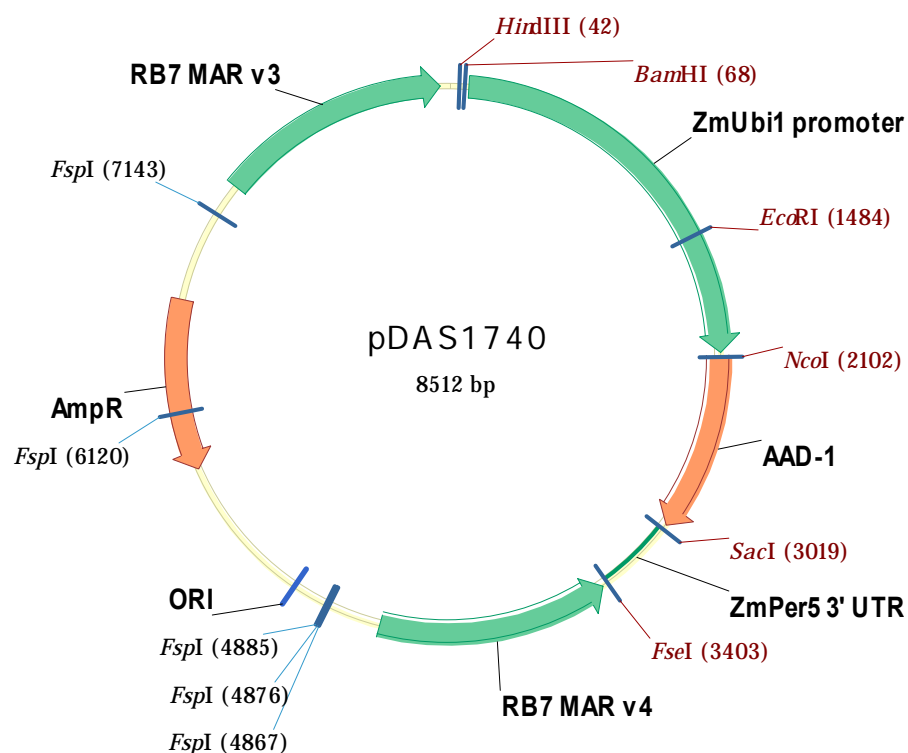 HindIII (42)
RB7 MAR v3
BamHI (68)
ZmUbi1 promoter
FspI (7143)
EcoRI (1484)
pDAS1740
8512 bp
NcoI (2102)
AmpR
FspI (6120)
AAD-1
SacI (3019)
ORI
ZmPer5 3' UTR
FspI (4885)
FseI (3403)
FspI (4876)
RB7 MAR v4
FspI (4867)